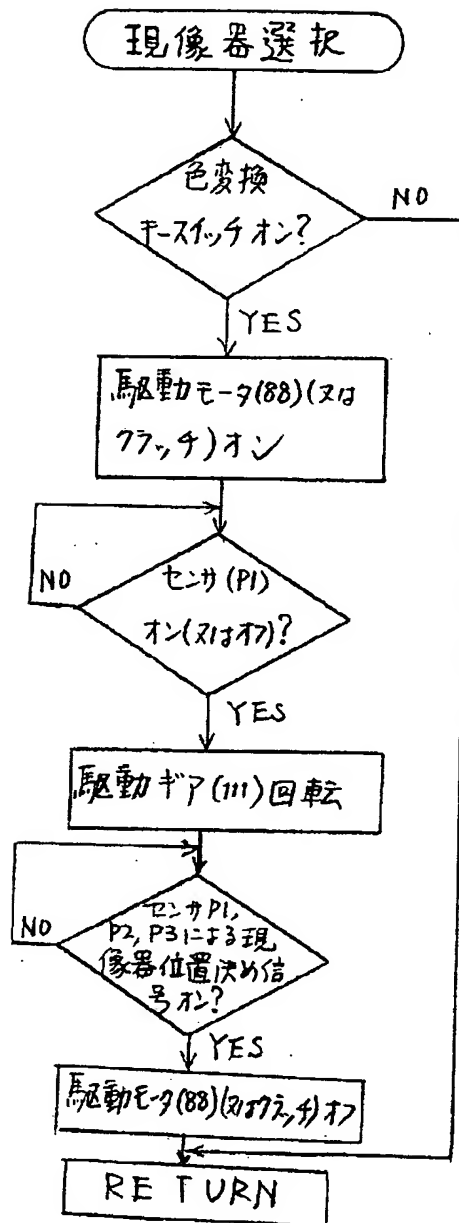 現像器選択
色変換
キースイッチオン?
NO
YES
駆動モータ(88)(又は
クラッチ)オン
NO
センサ(P1)
オン(又はオフ)?
YES
駆動ギア(111)回転
NO
センサP1,
P2, P3による現
像器位置決め信
号オン?
YES
駆動モータ(88)(又はクラッチ)オフ
RETURN